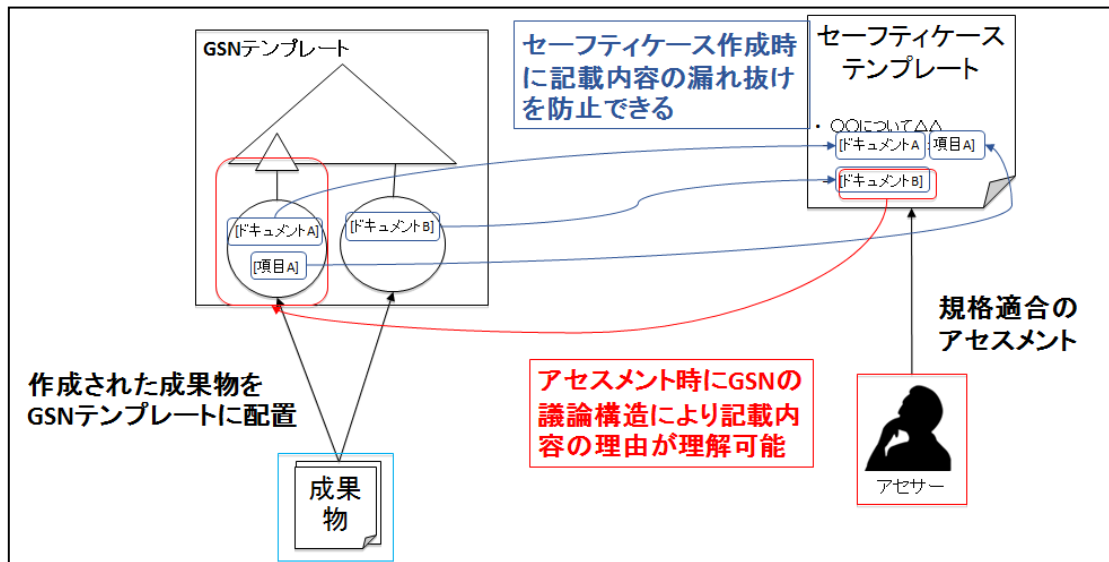 GSNテンプレート
[ドキュメントA]
[項目A]
[ドキュメントB]
セーフティケース作成時
に記載内容の漏れ抜け
を防止できる
セーフティケース
テンプレート
・ 〇〇について△△
[ドキュメントA]
項目A]
[ドキュメントB]
作成された成果物を
GSNテンプレートに配置
成果
物
アセスメント時にGSNの
議論構造により記載内
容の理由が理解可能
規格適合の
アセスメント
アセサー